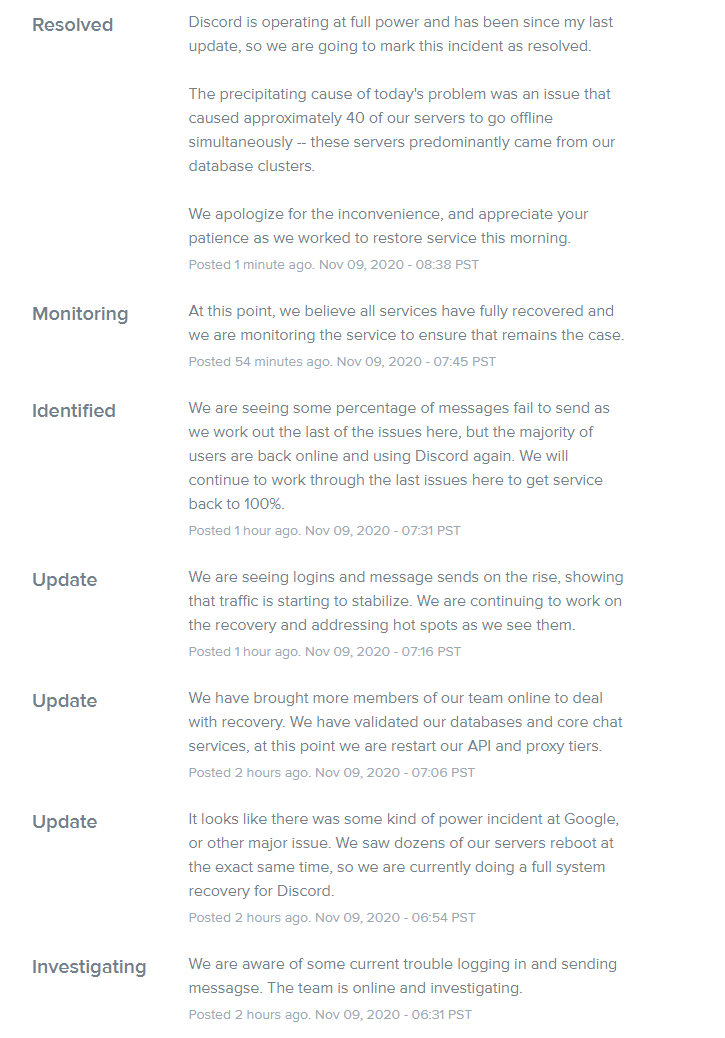 Resolved
Discord is operating at full power and has been since my last
update, so we are going to mark this incident as resolved.
The precipitating cause of today's problem was an issue that
caused approximately 40 of our servers to go offline
simultaneously -- these servers predominantly came from our
database clusters.
We apologize for the inconvenience, and appreciate your
patience as we worked to restore service this morning.
Posted 1 minute ago. Nov 09, 2020 - 08:38 PST
Monitoring
At this point, we believe all services have fully recovered and
we are monitoring the service to ensure that remains the case.
Posted 54 minutes ago. Nov 09, 2020 - 07:45 PST
Identified
We are seeing some percentage of messages fail to send as
we work out the last of the issues here, but the majority of
users are back online and using Discord again. We will
continue to work through the last issues here to get service
back to 100%.
Posted 1 hour ago. Nov 09, 2020 - 07:31 PST
Update
We are seeing logins and message sends on the rise, showing
that traffic is starting to stabilize. We are continuing to work on
the recovery and addressing hot spots as we see them.
Posted 1 hour ago. Nov 09, 2020 - 07:16 PST
Update
We have brought more members of our team online to deal
with recovery. We have validated our databases and core chat
services, at this point we are restart our API and proxy tiers.
Posted 2 hours ago. Nov 09, 2020 - 07:06 PST
Update
It looks like there was some kind of power incident at Google,
or other major issue. We saw dozens of our servers reboot at
the exact same time, so we are currently doing a full system
recovery for Discord.
Posted 2 hours ago. Nov 09, 2020 - 06:54 PST
Investigating
We are aware of some current trouble logging in and sending
messagse. The team is online and investigating.
Posted 2 hours ago. Nov 09, 2020 - 06:31 PST